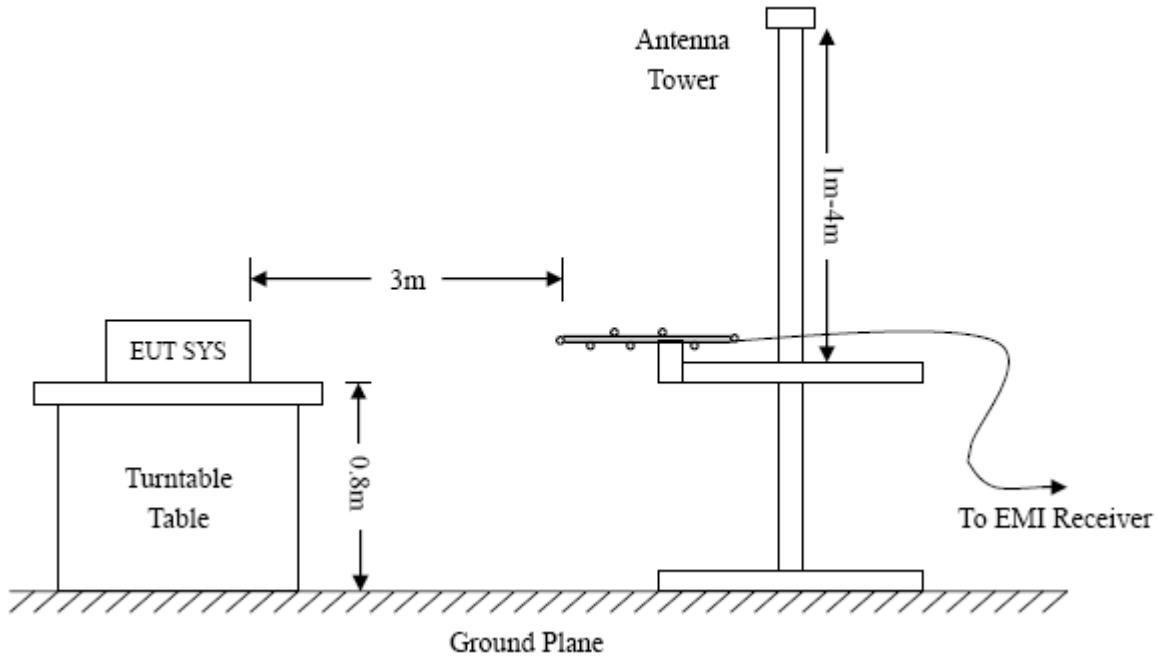 Antenna
Tower
1m-4m
3m
EUT SYS
0.8m
Turntable
Table
To EMI Receiver
Ground Plane